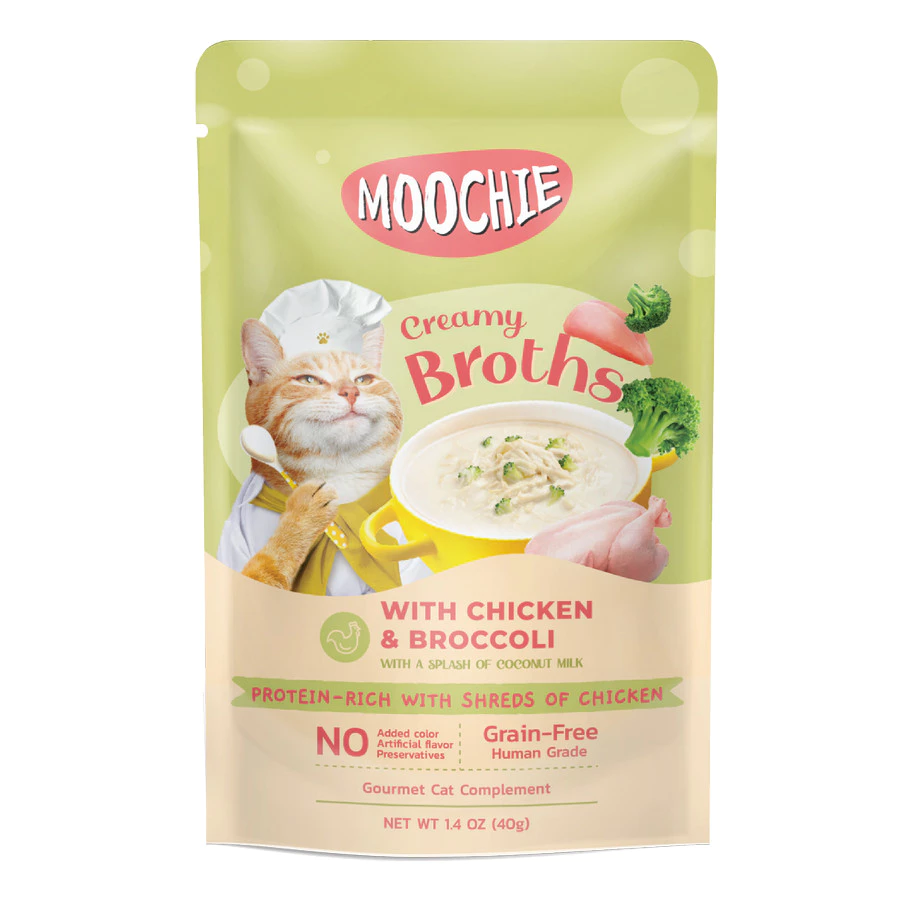 MOOCHIE
Creamy
Broths
WITH CHICKEN
& BROCCOLI
WITH A SPLASH OF COCONUT MILK
PROTEIN-RICH WITH SHREDS OF CHICKEN
NO Added color
Artificial flavor
Preservatives
Grain-Free
Human Grade
Gourmet Cat Complement
NET WT 1.4 OZ (40g)